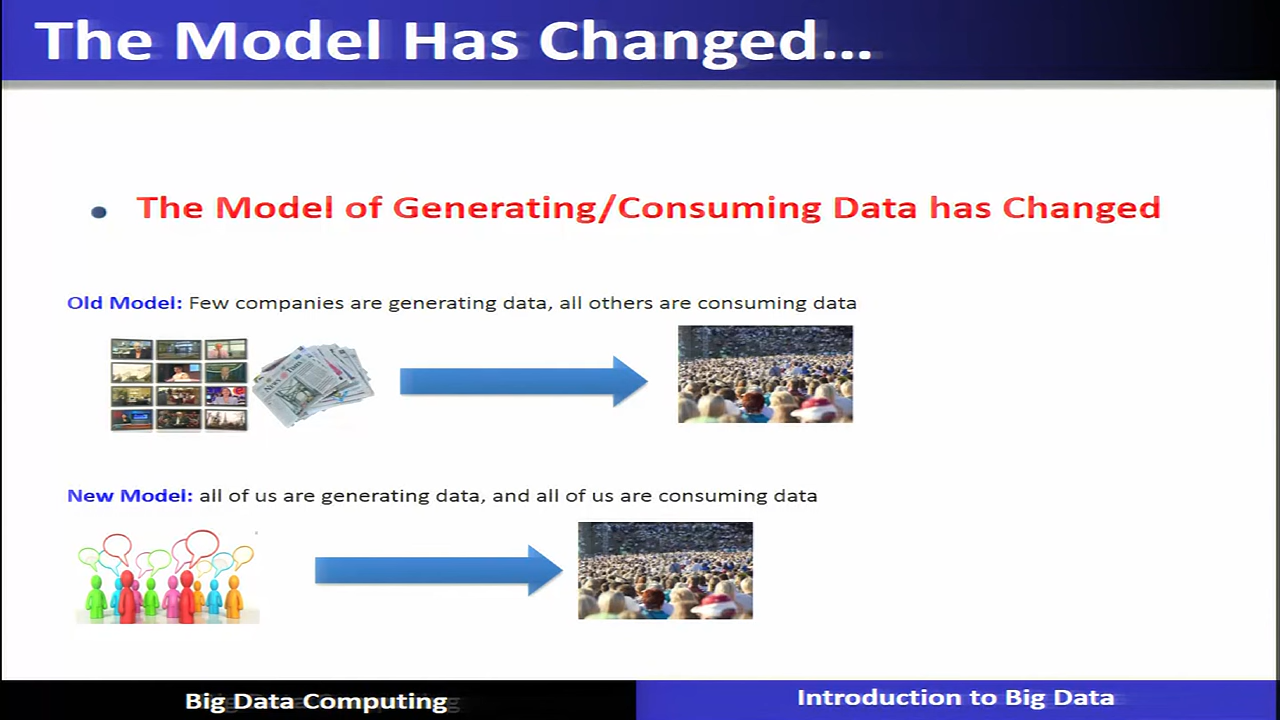 The Model Has Changed...
• The Model of Generating/Consuming Data has Changed
Old Model: Few companies are generating data, all others are consuming data
New Model: all of us are generating data, and all of us are consuming data
Big Data Computing
Introduction to Big Data